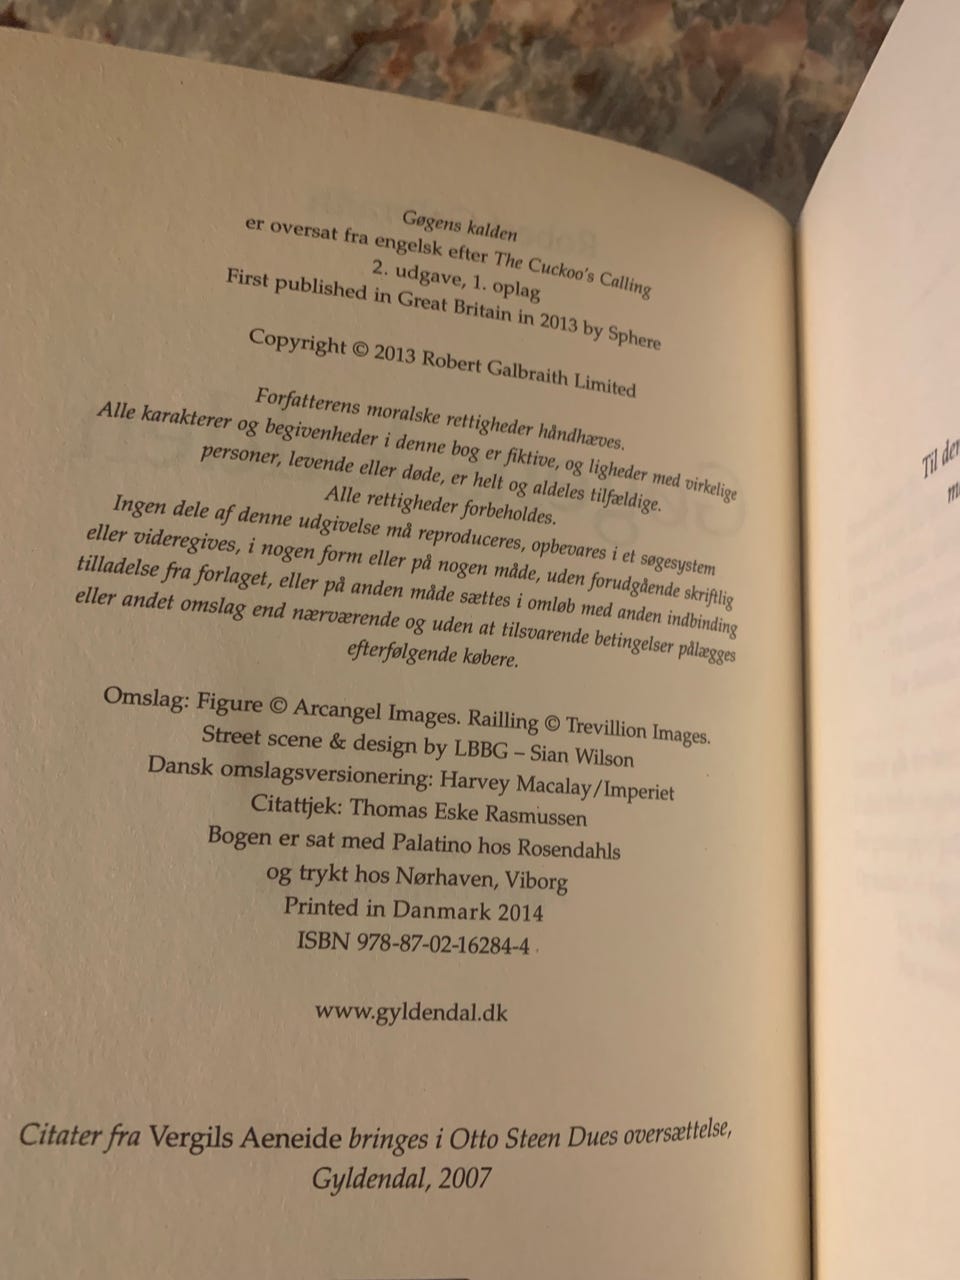 Gøgens kalden
er oversat fra engelsk efter The Cuckoo's Calling
2. udgave, 1. oplag
First published in Great Britain in 2013 by Sphere
Copyright © 2013 Robert Galbraith Limited
Forfatterens moralske rettigheder håndhæves.
Alle karakterer og begivenheder i denne bog er fiktive, og ligheder med virkelige
personer, levende eller døde, er helt og aldeles tilfældige.
Alle rettigheder forbeholdes.
Ingen dele af denne udgivelse må reproduceres, opbevares i et søgesystem
eller videregives, i nogen form eller på nogen måde, uden forudgående skriftlig
tilladelse fra forlaget, eller på anden måde sættes i omløb med anden indbinding
eller andet omslag end nærværende og uden at tilsvarende betingelser pålægges
efterfølgende købere.
Omslag: Figure © Arcangel Images. Railling © Trevillion Images.
Street scene & design by LBBG – Sian Wilson
Dansk omslagsversionering: Harvey Macalay/Imperiet
Citattjek: Thomas Eske Rasmussen
Bogen er sat med Palatino hos Rosendahls
og trykt hos Nørhaven, Viborg
Printed in Danmark 2014
ISBN 978-87-02-16284-4
www.gyldendal.dk
Citater fra Vergils Aeneide bringes i Otto Steen Dues oversættelse,
Gyldendal, 2007
Til